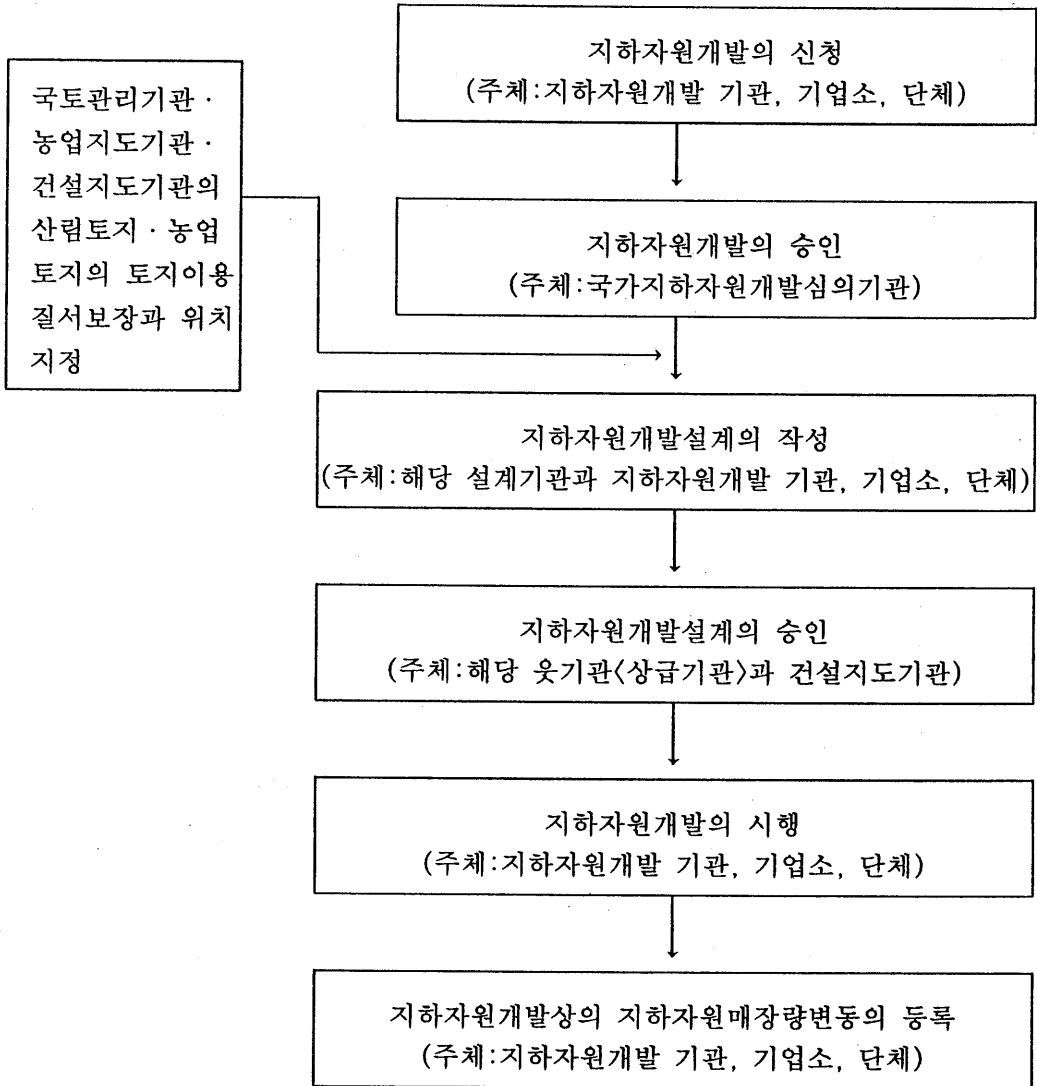 지하자원개발의 신청
(주체:지하자원개발 기관, 기업소, 단체)
국토관리기관·
농업지도기관·
건설지도기관의
산림토지·농업
토지의 토지이용
질서보장과 위치
지정
지하자원개발의 승인
(주체:국가지하자원개발심의기관)
지하자원개발설계의 작성
(주체:해당 설계기관과 지하자원개발 기관, 기업소, 단체)
지하자원개발설계의 승인
(주체:해당 웃기관〈상급기관〉과 건설지도기관)
지하자원개발의 시행
(주체:지하자원개발 기관, 기업소, 단체)
지하자원개발상의 지하자원매장량변동의 등록
(주체:지하자원개발 기관, 기업소, 단체)